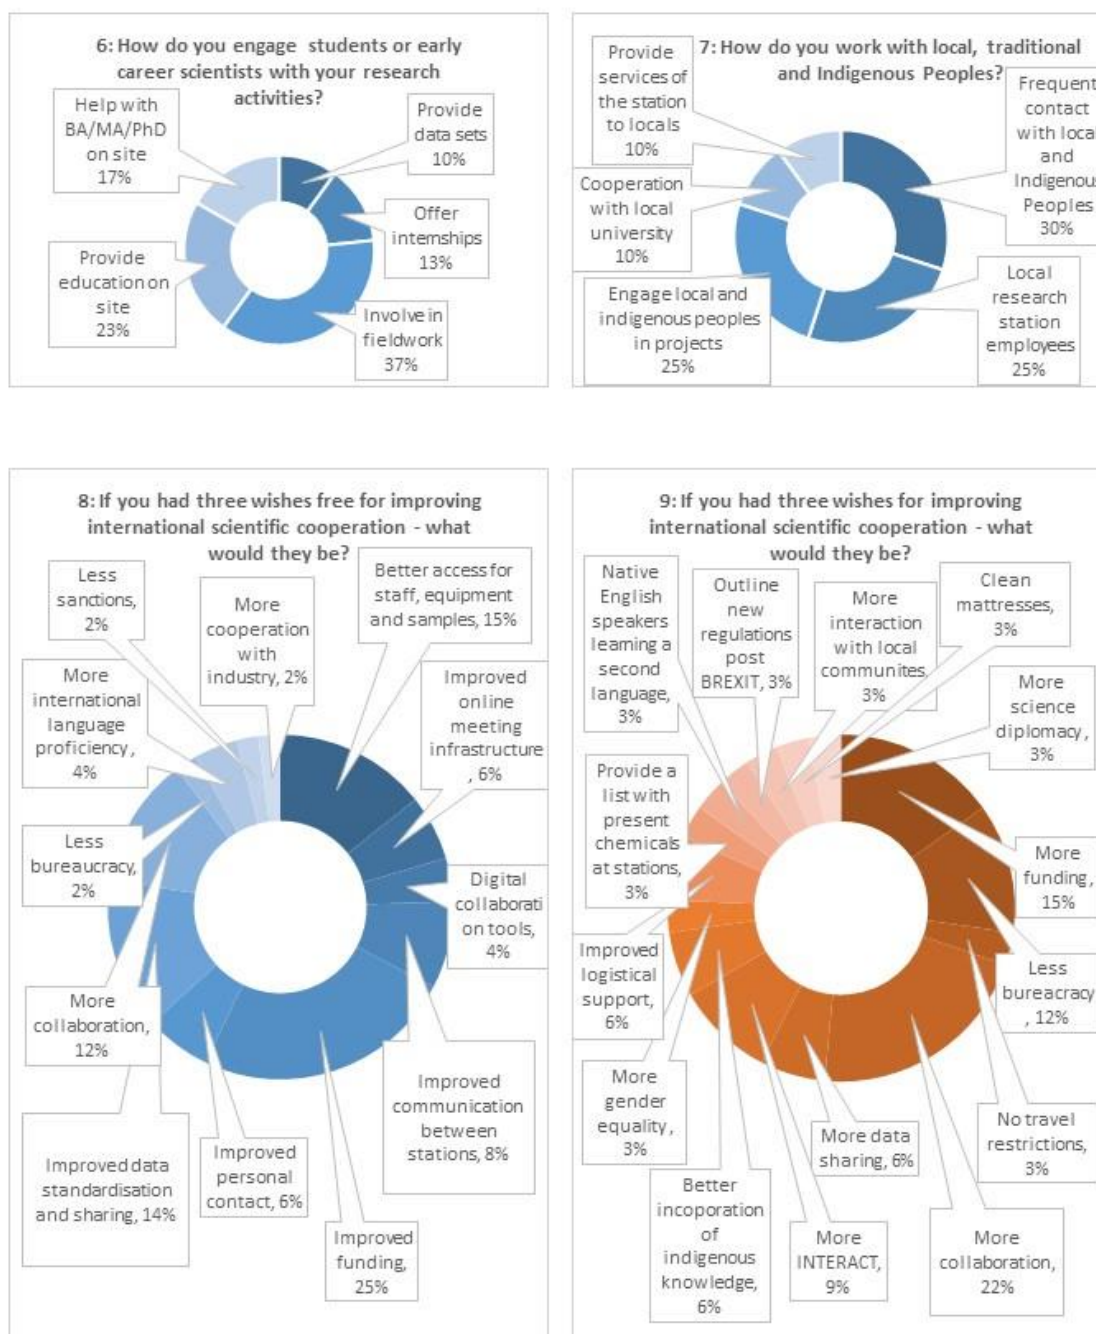 6: How do you engage students or early
career scientists with your research
activities?
Help with
BA/MA/PhD
on site
17%
Provide
data sets
10%
Offer
internships
13%
Provide
education on
site
23%
Involve in
fieldwork
37%
7: How do you work with local, traditional
and Indigenous Peoples?
Provide
services of
the station
to locals
10%
Frequent
contact
with local
and
Indigenous
Peoples
30%
Cooperation
with local
university
10%
Engage local and
indigenous peoples
in projects
25%
Local
research
station
employees
25%
8: If you had three wishes free for improving
international scientific cooperation - what
would they be?
Less
sanctions,
2%
More
cooperation
with
industry, 2%
Better access for
staff, equipment
and samples, 15%
More
international
language
proficiency ,
4%
Improved
online
meeting
infrastructure
, 6%
Less
bureaucracy,
2%
Digital
collaborati
on tools,
4%
More
collaboration,
12%
Improved
communication
between
stations, 8%
Improved data
standardisation
and sharing, 14%
Improved
personal
contact, 6%
Improved
funding,
25%
9: If you had three wishes for improving
international scientific cooperation - what
would they be?
Native
English
speakers
learning a
second
language,
3%
Outline
new
regulations
post
BREXIT, 3%
More
interaction
with local
communites,
3%
Clean
mattresses,
3%
More
science
diplomacy ,
3%
Provide a
list with
present
chemicals
at stations,
3%
More
funding,
15%
Improved
logistical
support,
6%
Less
bureacracy
, 12%
More
gender
equality ,
3%
More data
sharing, 6%
No travel
restrictions,
3%
Better
incoporation
of
indigenous
knowledge,
6%
More
INTERACT,
9%
More
collaboration,
22%